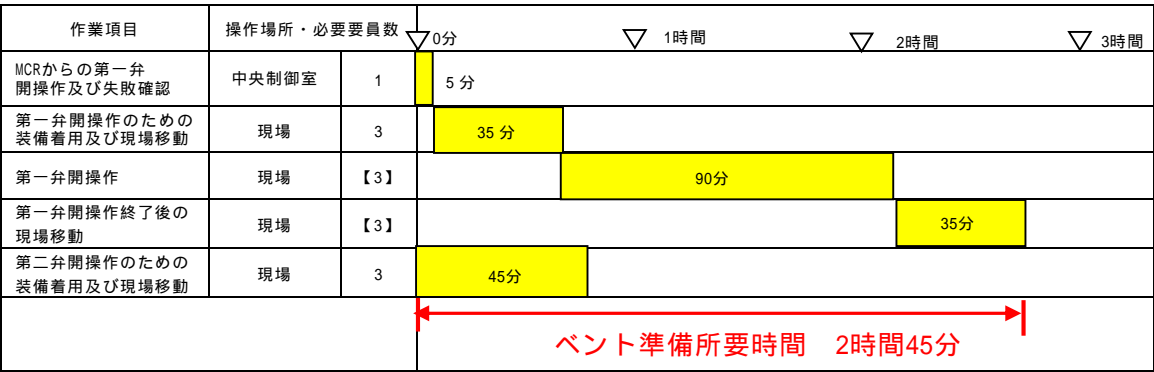 作業項目 操作場所・必要要員数 0分 1時間 2時間 3時間
MCRからの第一弁
開操作及び失敗確認 中央制御室 1 5分
第一弁開操作のための
装備着用及び現場移動 現場 3 35分
第一弁開操作 現場 【3】 90分
第一弁開操作終了後の
現場移動 現場 【3】 35分
第二弁開操作のための
装備着用及び現場移動 現場 3 45分
ベント準備所要時間 2時間45分